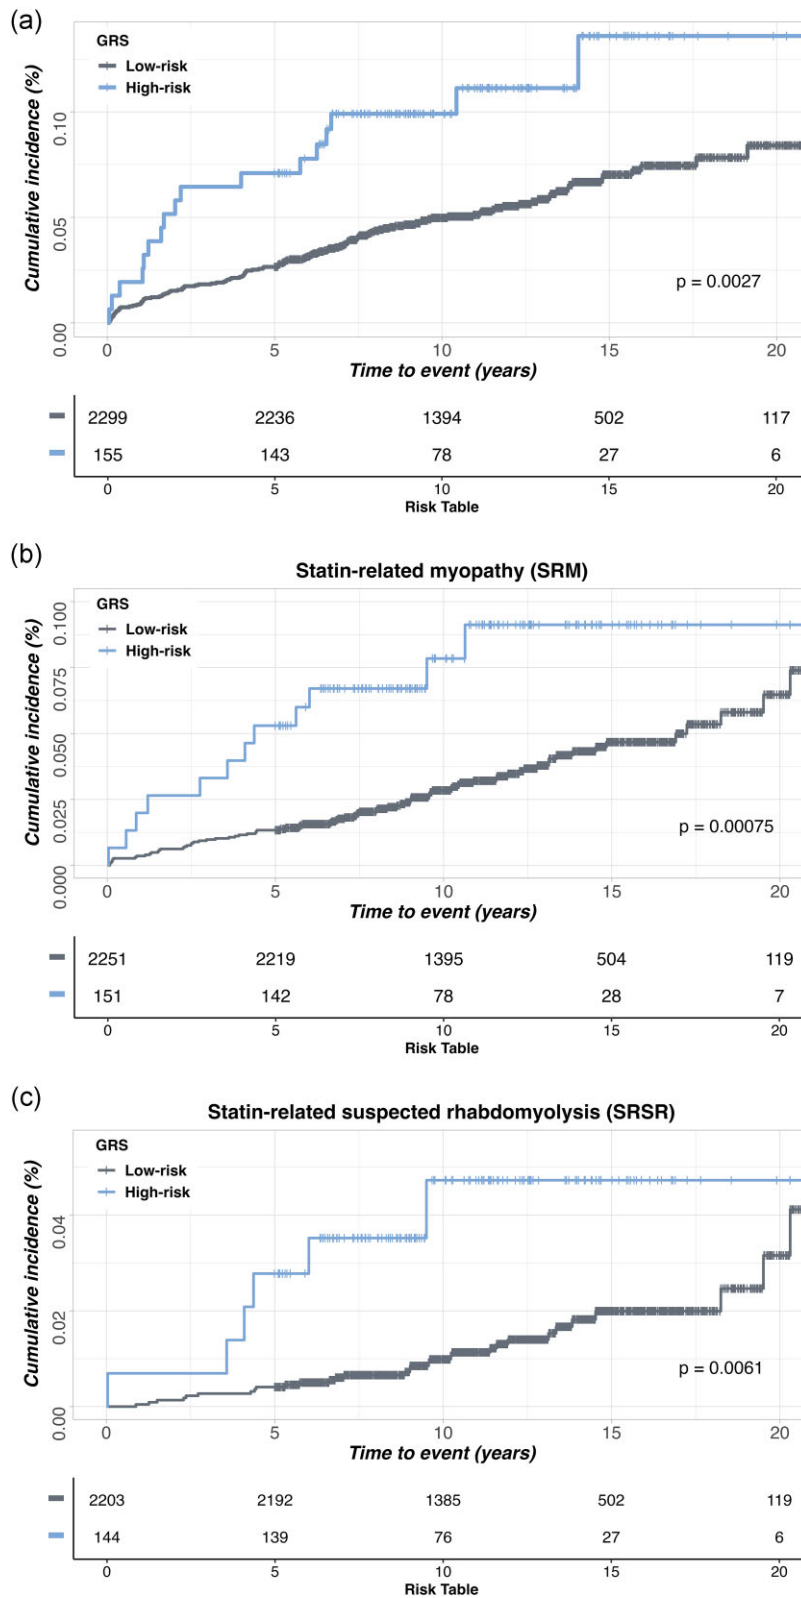 (a)
GRS
Low-risk
High-risk
Cumulative incidence (%)
0.10
0.05
0.00
p = 0.0027
0 5 10 15 20
Time to event (years)
2299 2236 1394 502 117
155 143 78 27 6
0 5 10 15 20
Risk Table
(b)
Statin-related myopathy (SRM)
GRS
Low-risk
High-risk
Cumulative incidence (%)
0.100
0.075
0.050
0.025
0.000
p = 0.00075
0 5 10 15 20
Time to event (years)
2251 2219 1395 504 119
151 142 78 28 7
0 5 10 15 20
Risk Table
(c)
Statin-related suspected rhabdomyolysis (SRSR)
GRS
Low-risk
High-risk
Cumulative incidence (%)
0.04
0.02
0.00
p = 0.0061
0 5 10 15 20
Time to event (years)
2203 2192 1385 502 119
144 139 76 27 6
0 5 10 15 20
Risk Table